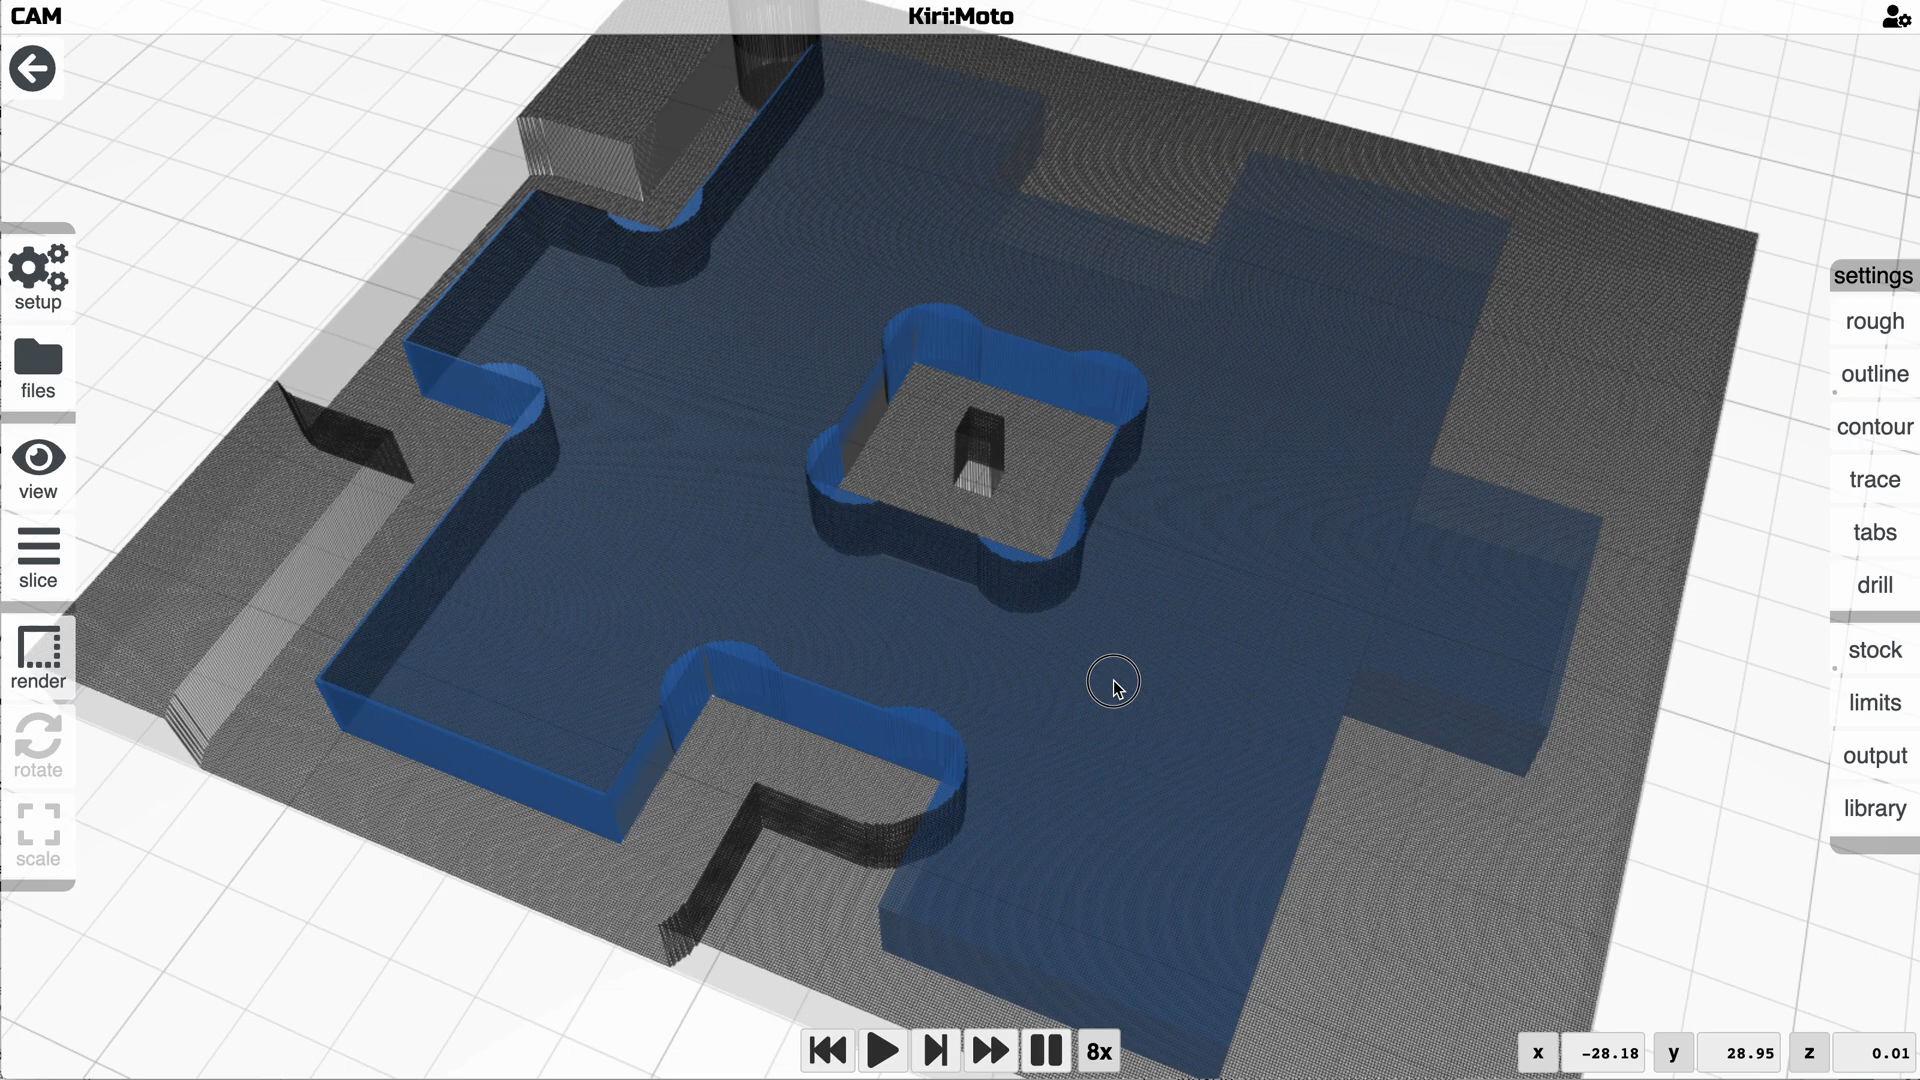 CAM
Kiri:Moto
setup
files
view
slice
render
rotate
scale
settings
rough
outline
contour
trace
tabs
drill
stock
limits
output
library
8x
x -28.18 y 28.95 z 0.01